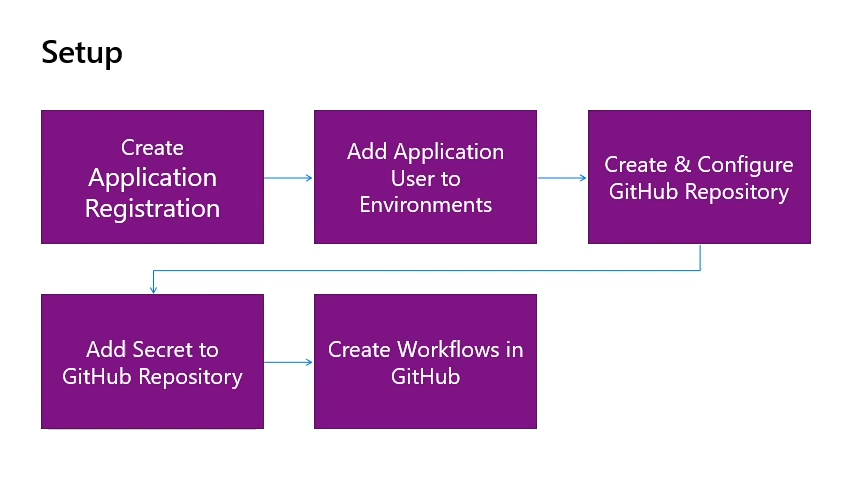 Setup
Create
Application
Registration
Add Application
User to
Environments
Create & Configure
GitHub Repository
Add Secret to
GitHub Repository
Create Workflows in
GitHub